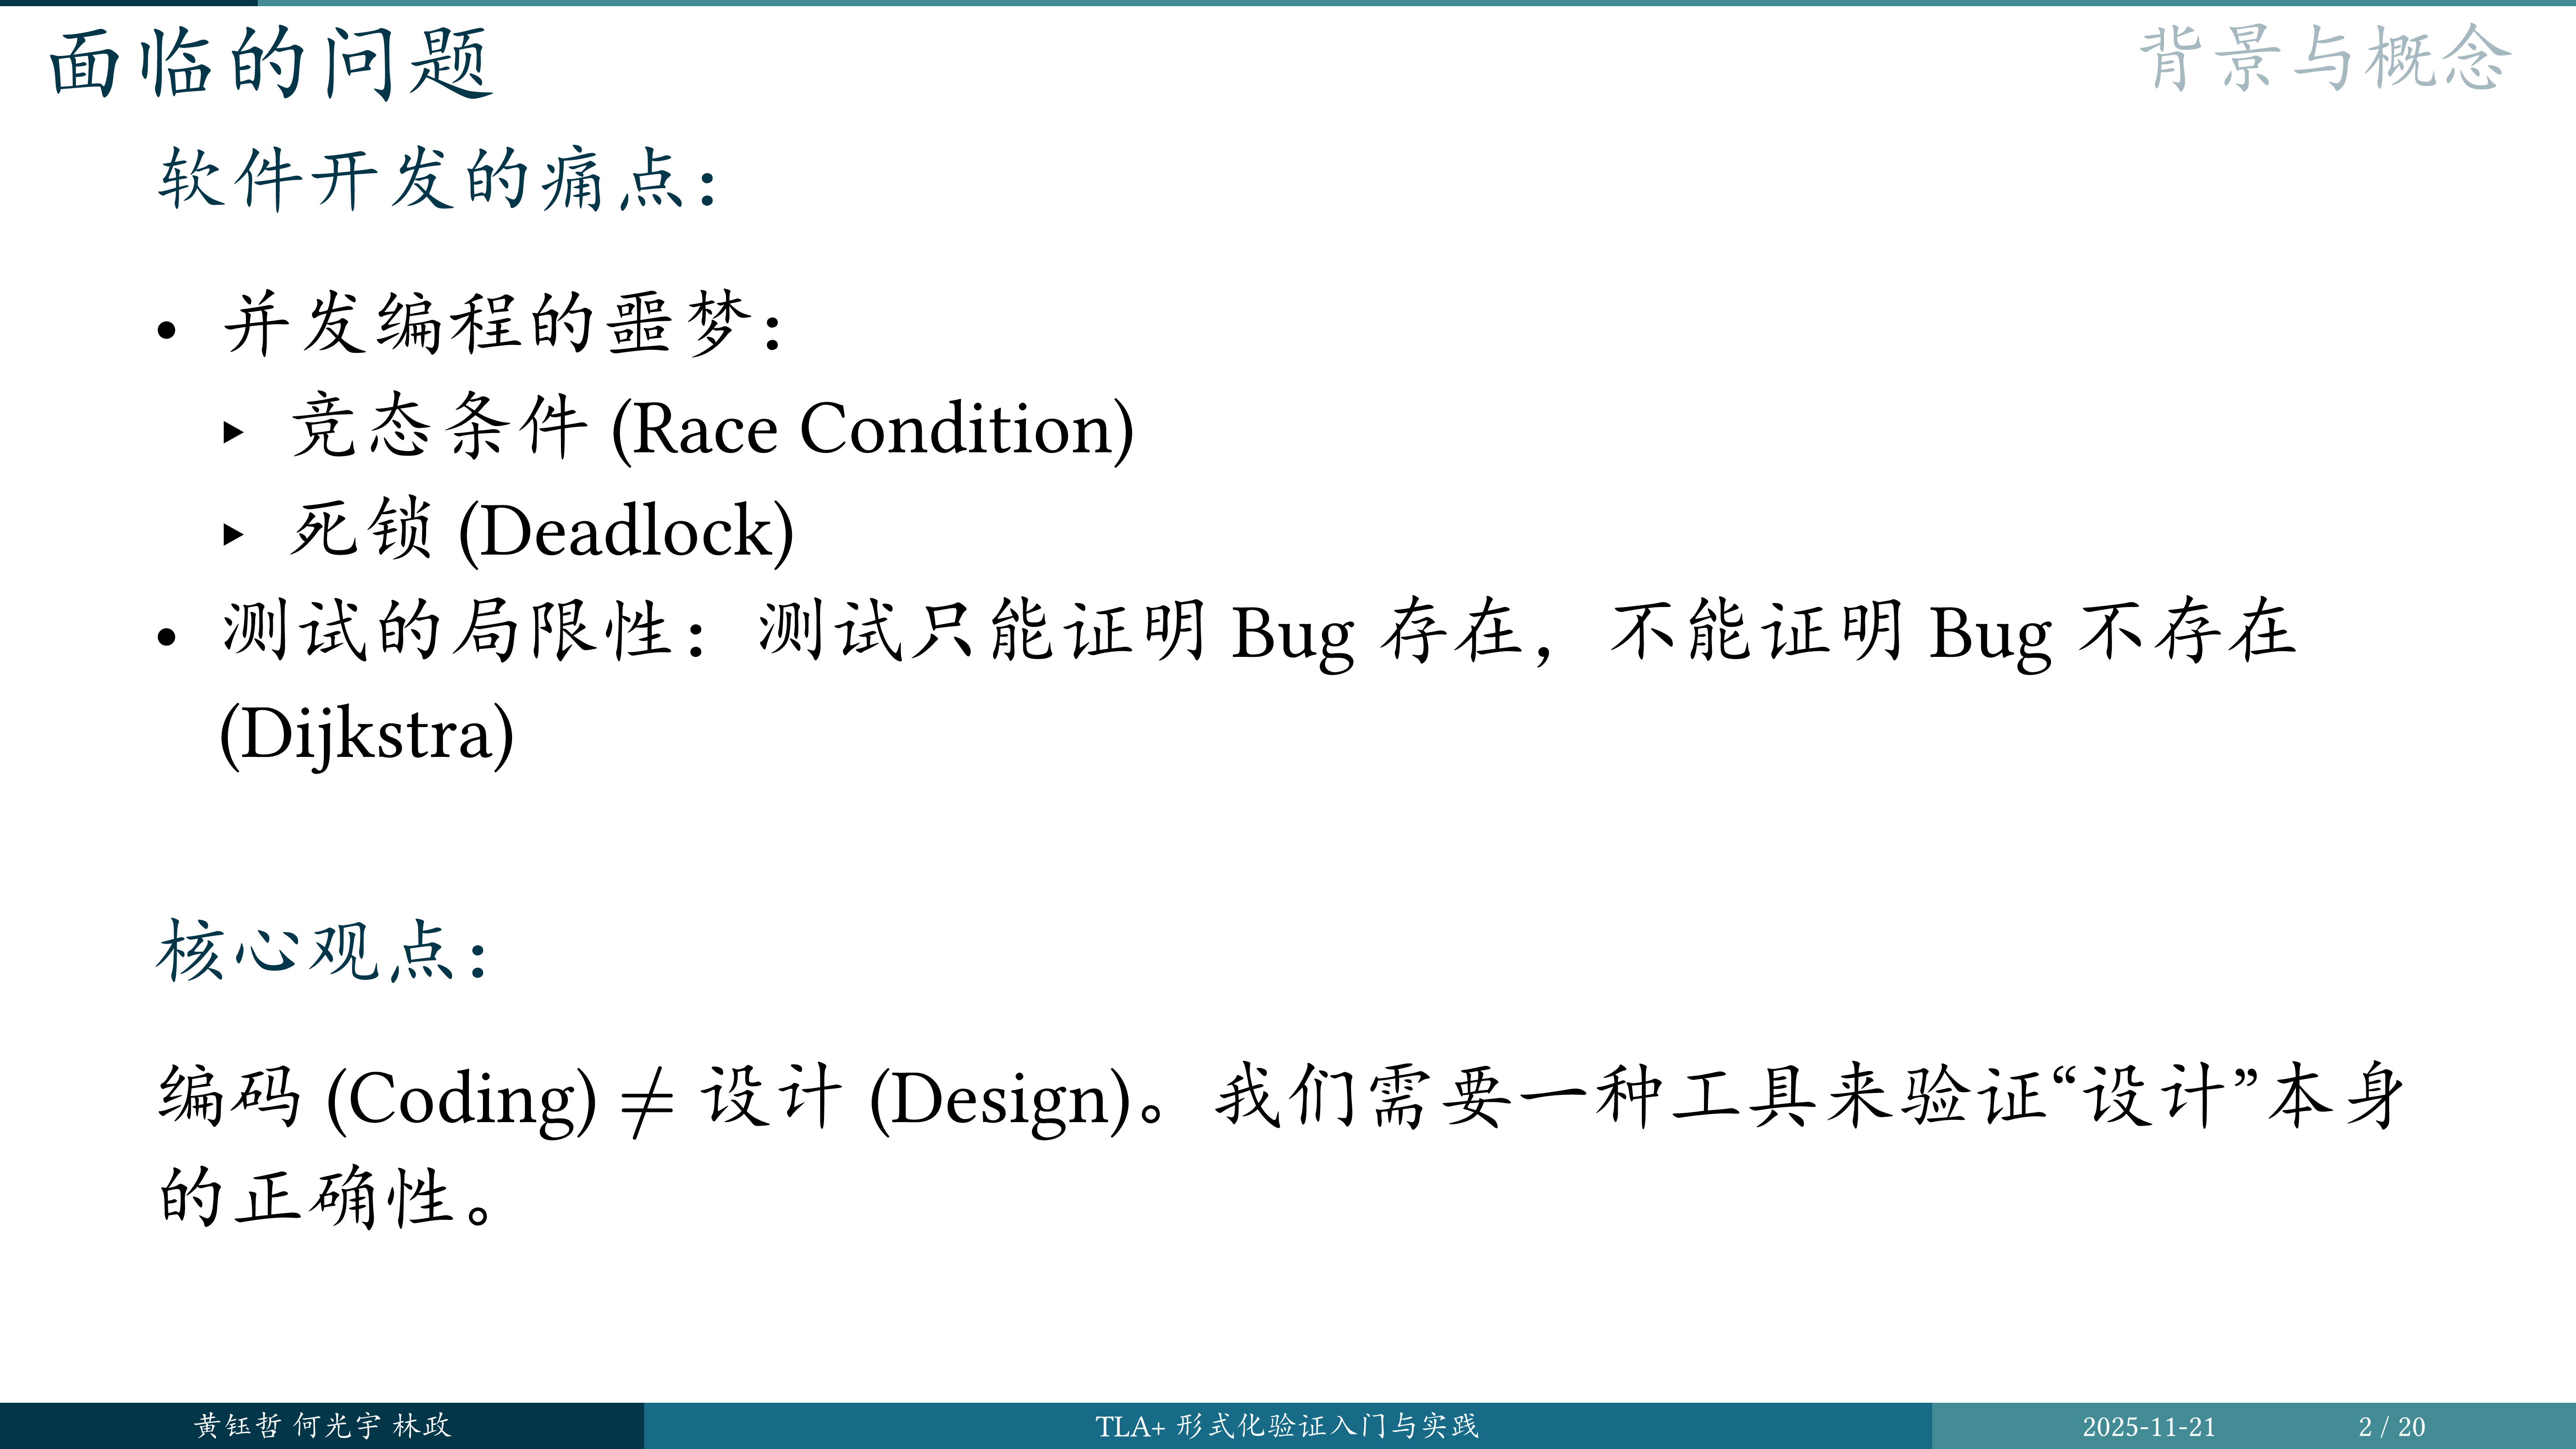 面临的问题
背景与概念
软件开发的痛点：
• 并发编程的噩梦：
‣ 竞态条件 (Race Condition)
‣ 死锁 (Deadlock)
• 测试的局限性：测试只能证明 Bug 存在，不能证明 Bug 不存在
(Dijkstra)
核心观点：
编码 (Coding) ≠ 设计 (Design)。我们需要一种工具来验证“设计”本身
的正确性。
黄钰哲 何光宇 林政
TLA+ 形式化验证入门与实践
2025-11-21
2 / 20